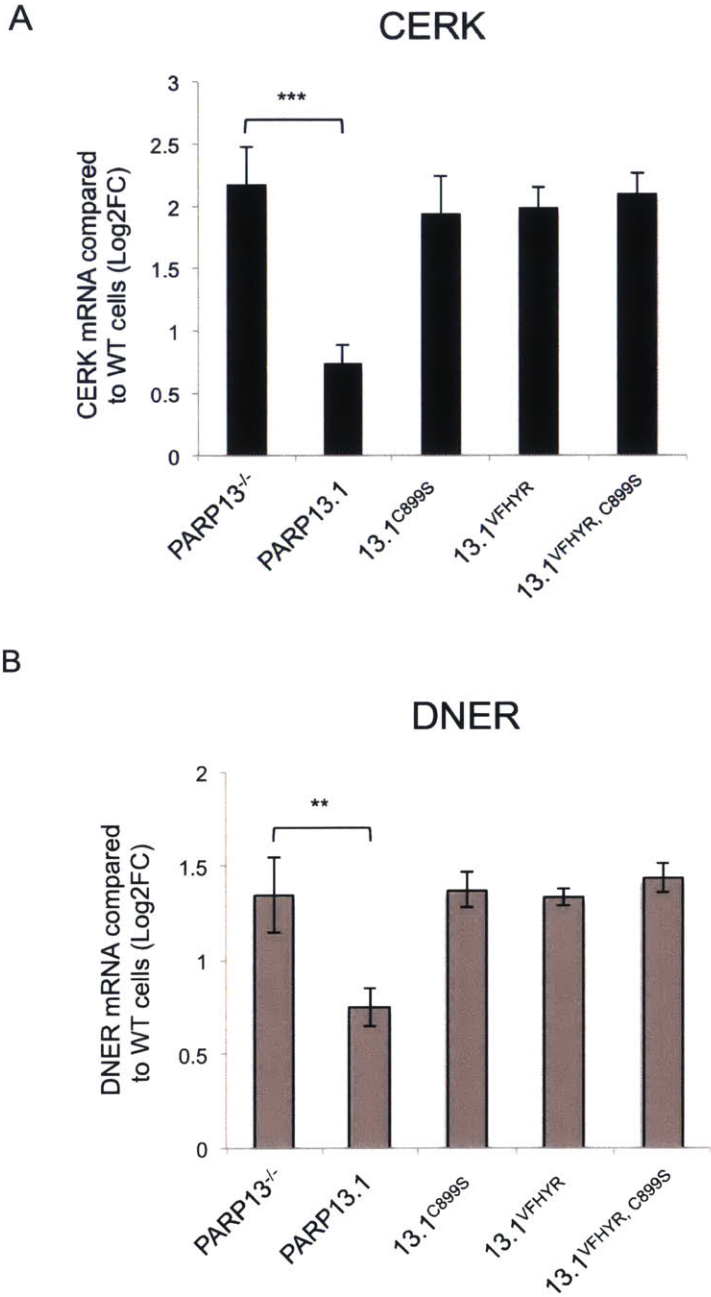 A
CERK
CERK mRNA compared
to WT cells (Log2FC)
3
2.5
2
1.5
1
0.5
0
***
PARP13-/-
PARP13.1
13.1C899S
13.1VFHYR
13.1VFHYR, C899S
B
DNER
DNER mRNA compared
to WT cells (Log2FC)
2
1.5
1
0.5
0
**
PARP13-/-
PARP13.1
13.1C899S
13.1VFHYR
13.1VFHYR, C899S